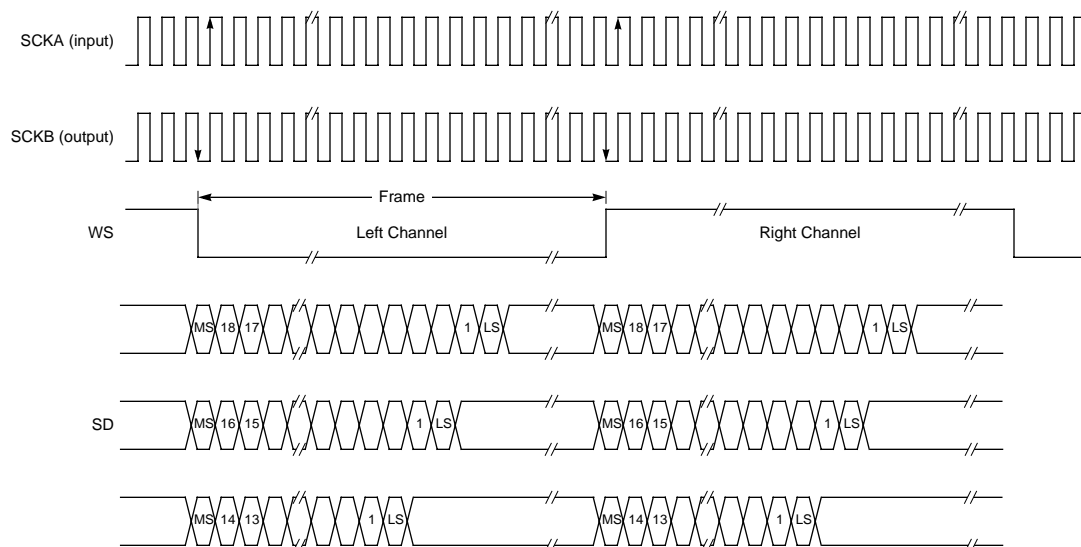 SCKA (input)
SCKB (output)
Frame
WS
Left Channel
Right Channel
MS 18 17 1 LS MS 18 17 1 LS
SD
MS 16 15 1 LS MS 16 15 1 LS
MS 14 13 1 LS MS 14 13 1 LS